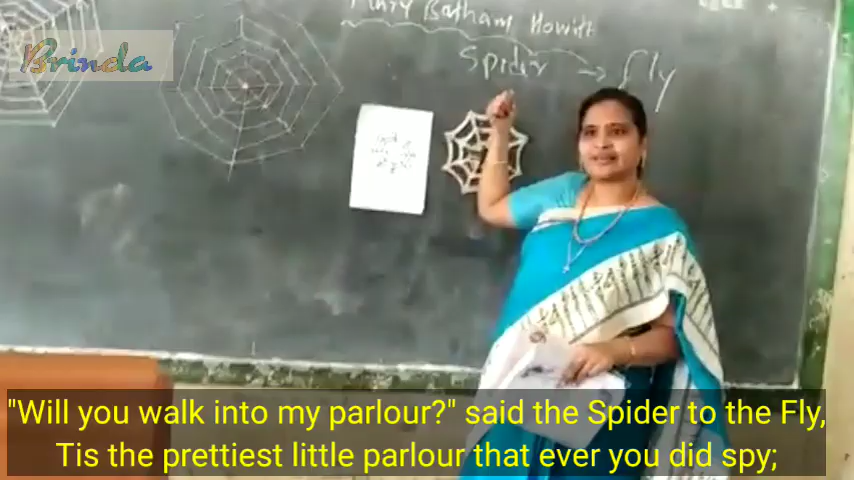 Mary Botham Howitt
Brinda
Spider → fly
"Will you walk into my parlour?" said the Spider to the Fly,
Tis the prettiest little parlour that ever you did spy;